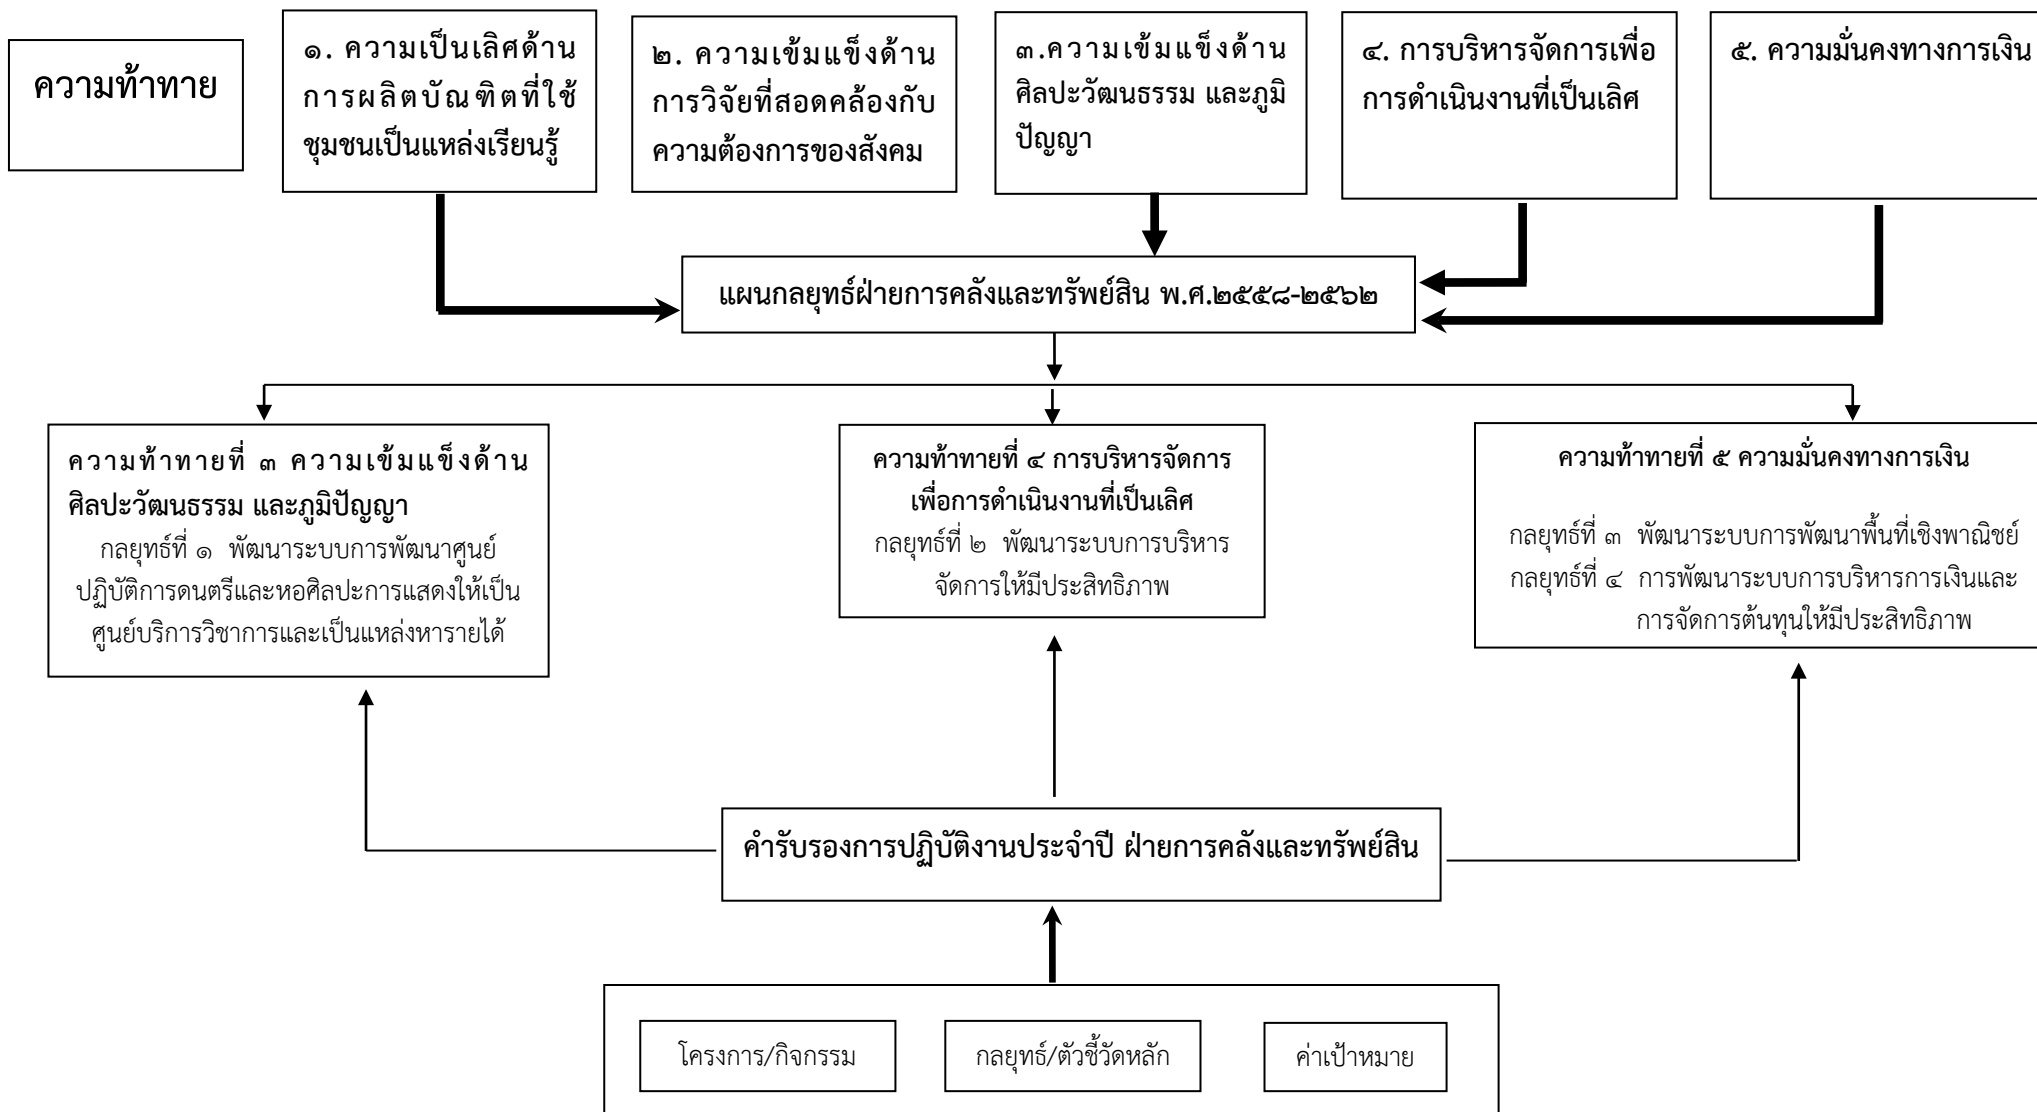 ความท้าทาย
๑. ความเป็นเลิศด้าน
การผลิตบัณฑิตที่ใช้
ชุมชนเป็นแหล่งเรียนรู้
๒. ความเข้มแข็งด้าน
การวิจัยที่สอดคล้องกับ
ความต้องการของสังคม
๓.ความเข้มแข็งด้าน
ศิลปะวัฒนธรรม และภูมิ
ปัญญา
๔. การบริหารจัดการเพื่อ
การดำเนินงานที่เป็นเลิศ
๕. ความมั่นคงทางการเงิน
แผนกลยุทธ์ฝ่ายการคลังและทรัพย์สิน พ.ศ.๒๕๕๘-๒๕๖๒
ความท้าทายที่ ๓ ความเข้มแข็งด้าน
ศิลปะวัฒนธรรม และภูมิปัญญา
กลยุทธ์ที่ ๑ พัฒนาระบบการพัฒนาศูนย์
ปฏิบัติการดนตรีและหอศิลปะการแสดงให้เป็น
ศูนย์บริการวิชาการและเป็นแหล่งหารายได้
ความท้าทายที่ ๔ การบริหารจัดการ
เพื่อการดำเนินงานที่เป็นเลิศ
กลยุทธ์ที่ ๒ พัฒนาระบบการบริหาร
จัดการให้มีประสิทธิภาพ
ความท้าทายที่ ๕ ความมั่นคงทางการเงิน
กลยุทธ์ที่ ๓ พัฒนาระบบการพัฒนาพื้นที่เชิงพาณิชย์
กลยุทธ์ที่ ๔ การพัฒนาระบบการบริหารการเงินและ
การจัดการต้นทุนให้มีประสิทธิภาพ
คำรับรองการปฏิบัติงานประจำปี ฝ่ายการคลังและทรัพย์สิน
โครงการ/กิจกรรม
กลยุทธ์/ตัวชี้วัดหลัก
ค่าเป้าหมาย